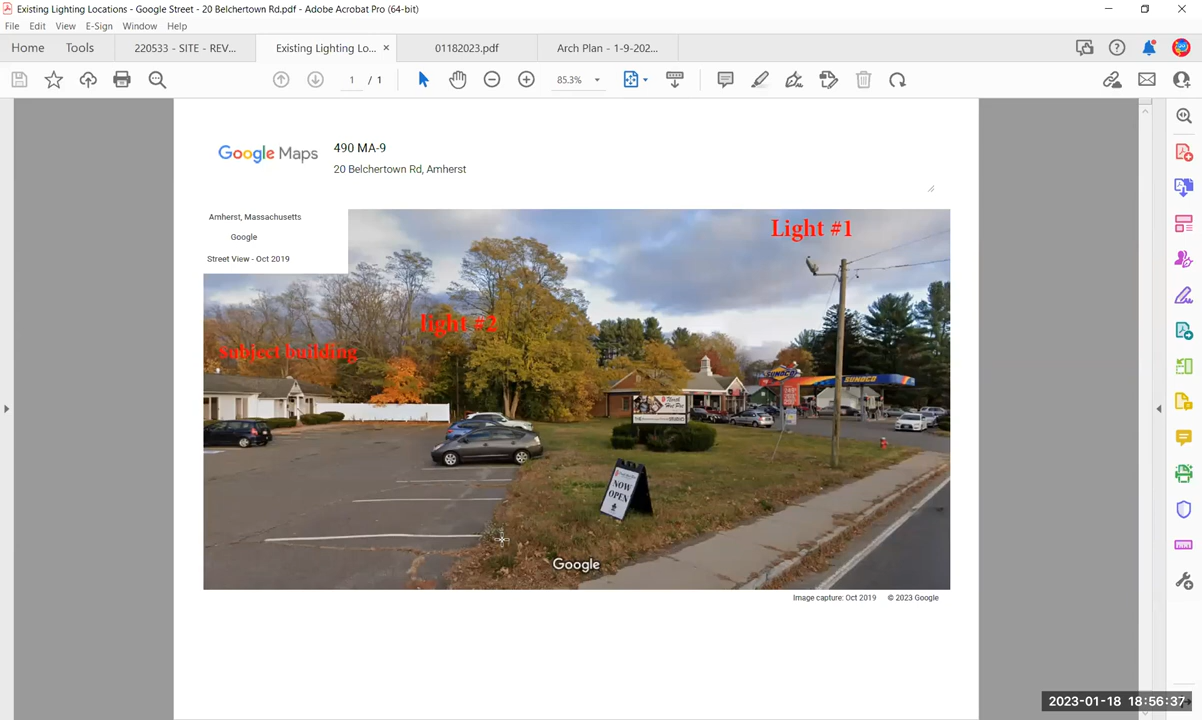 Existing Lighting Locations - Google Street - 20 Belchertown Rd.pdf - Adobe Acrobat Pro (64-bit)
File Edit View E-Sign Window Help
Home Tools 220533 - SITE - REV... Existing Lighting Lo... × 01182023.pdf Arch Plan - 1-9-202...
1 / 1 85.3%
Google Maps
490 MA-9
20 Belchertown Rd, Amherst
Amherst, Massachusetts
Google
Street View - Oct 2019
Light #1
light #2
subject building
SUNOCO SUNOCO
NOW
OPEN
Google
Image capture: Oct 2019 © 2023 Google
2023-01-18 18:56:37